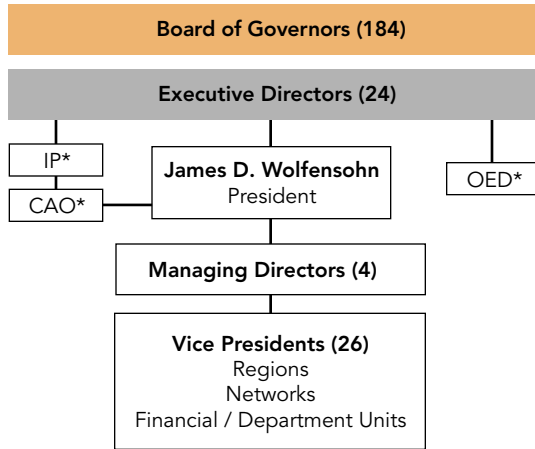 Board of Governors (184)
Executive Directors (24)
IP*
CAO*
James D. Wolfensohn
President
OED*
Managing Directors (4)
Vice Presidents (26)
Regions
Networks
Financial / Department Units